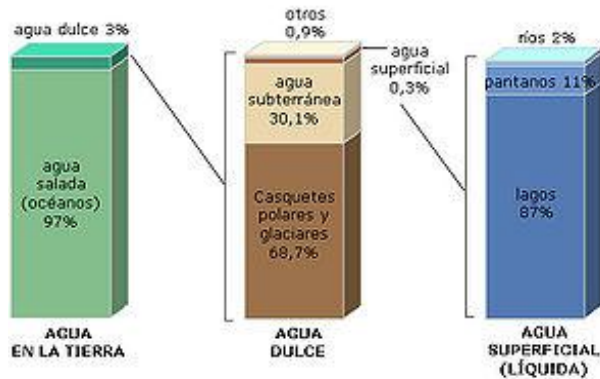 agua dulce 3%
agua
salada
(océanos)
97%
AGUA
EN LA TIERRA
otros
0,9%
agua
superficial
0,3%
agua
subterránea
30,1%
Casquetes
polares y
glaciares
68,7%
AGUA
DULCE
ríos 2%
pantanos 11%
lagos
87%
AGUA
SUPERFICIAL
(LÍQUIDA)